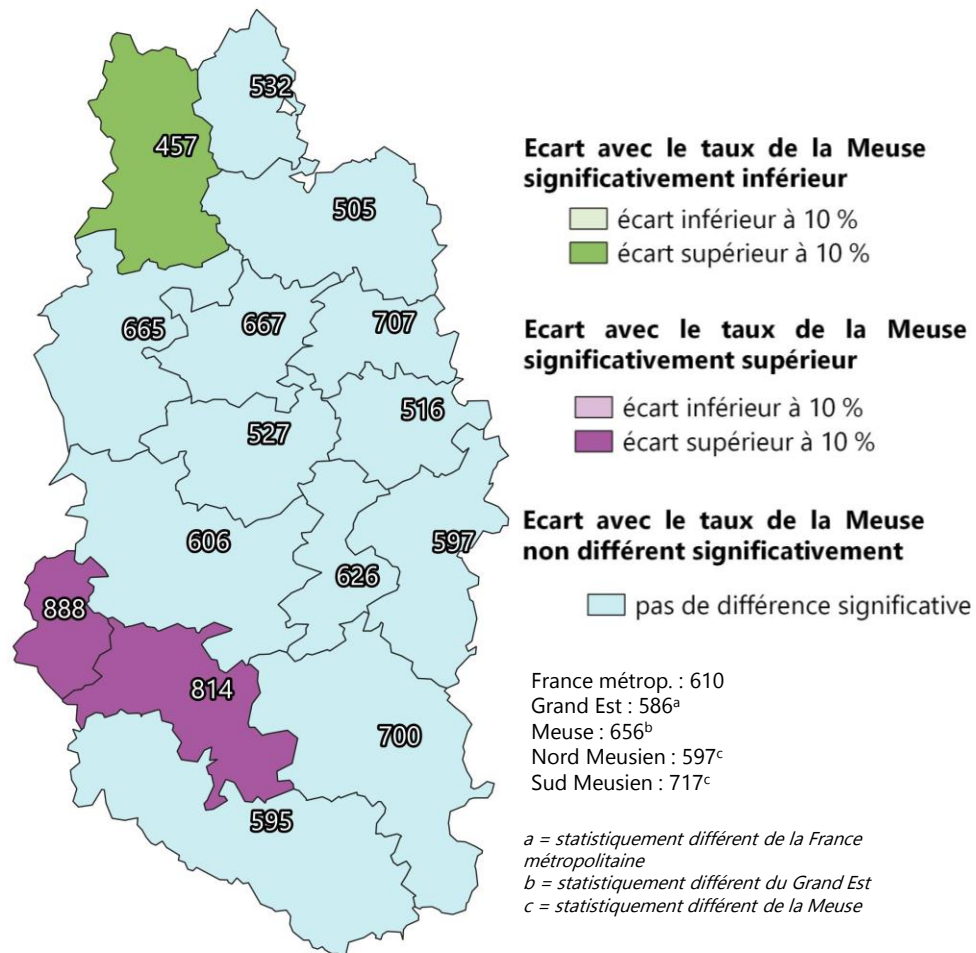 532
457
505
665
667
707
516
527
606
597
626
888
814
700
595
Ecart avec le taux de la Meuse
significativement inférieur
écart inférieur à 10 %
écart supérieur à 10 %
Ecart avec le taux de la Meuse
significativement supérieur
écart inférieur à 10 %
écart supérieur à 10 %
Ecart avec le taux de la Meuse
non différent significativement
pas de différence significative
France métrop. : 610
Grand Est : 586ᵃ
Meuse : 656ᵇ
Nord Meusien : 597ᶜ
Sud Meusien : 717ᶜ
a = statistiquement différent de la France
métropolitaine
b = statistiquement différent du Grand Est
c = statistiquement différent de la Meuse